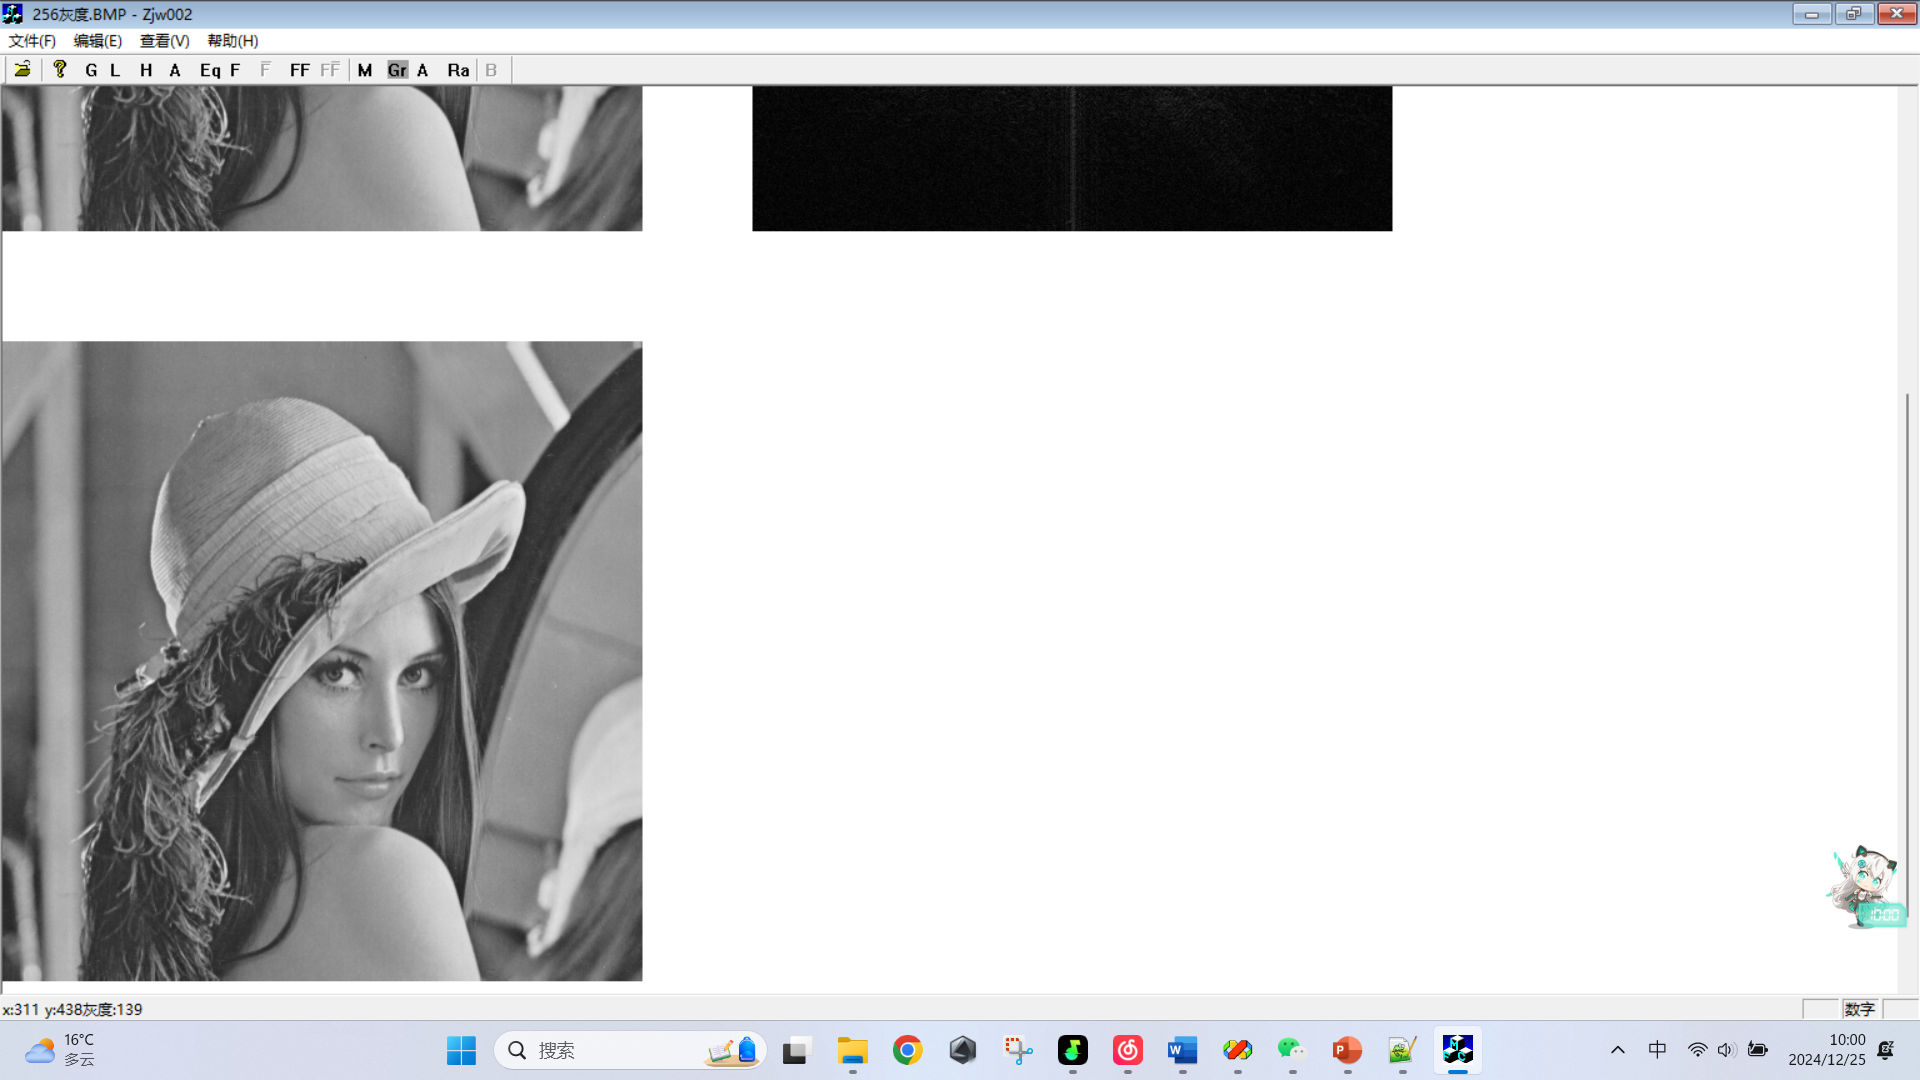 256灰度.BMP - Zjw002
文件(F) 编辑(E) 查看(V) 帮助(H)
G L H A Eq F F FF FF M Gr A Ra B
x:311 y:438灰度:139
数字
10:00
16°C
多云
搜索
中
10:00
2024/12/25